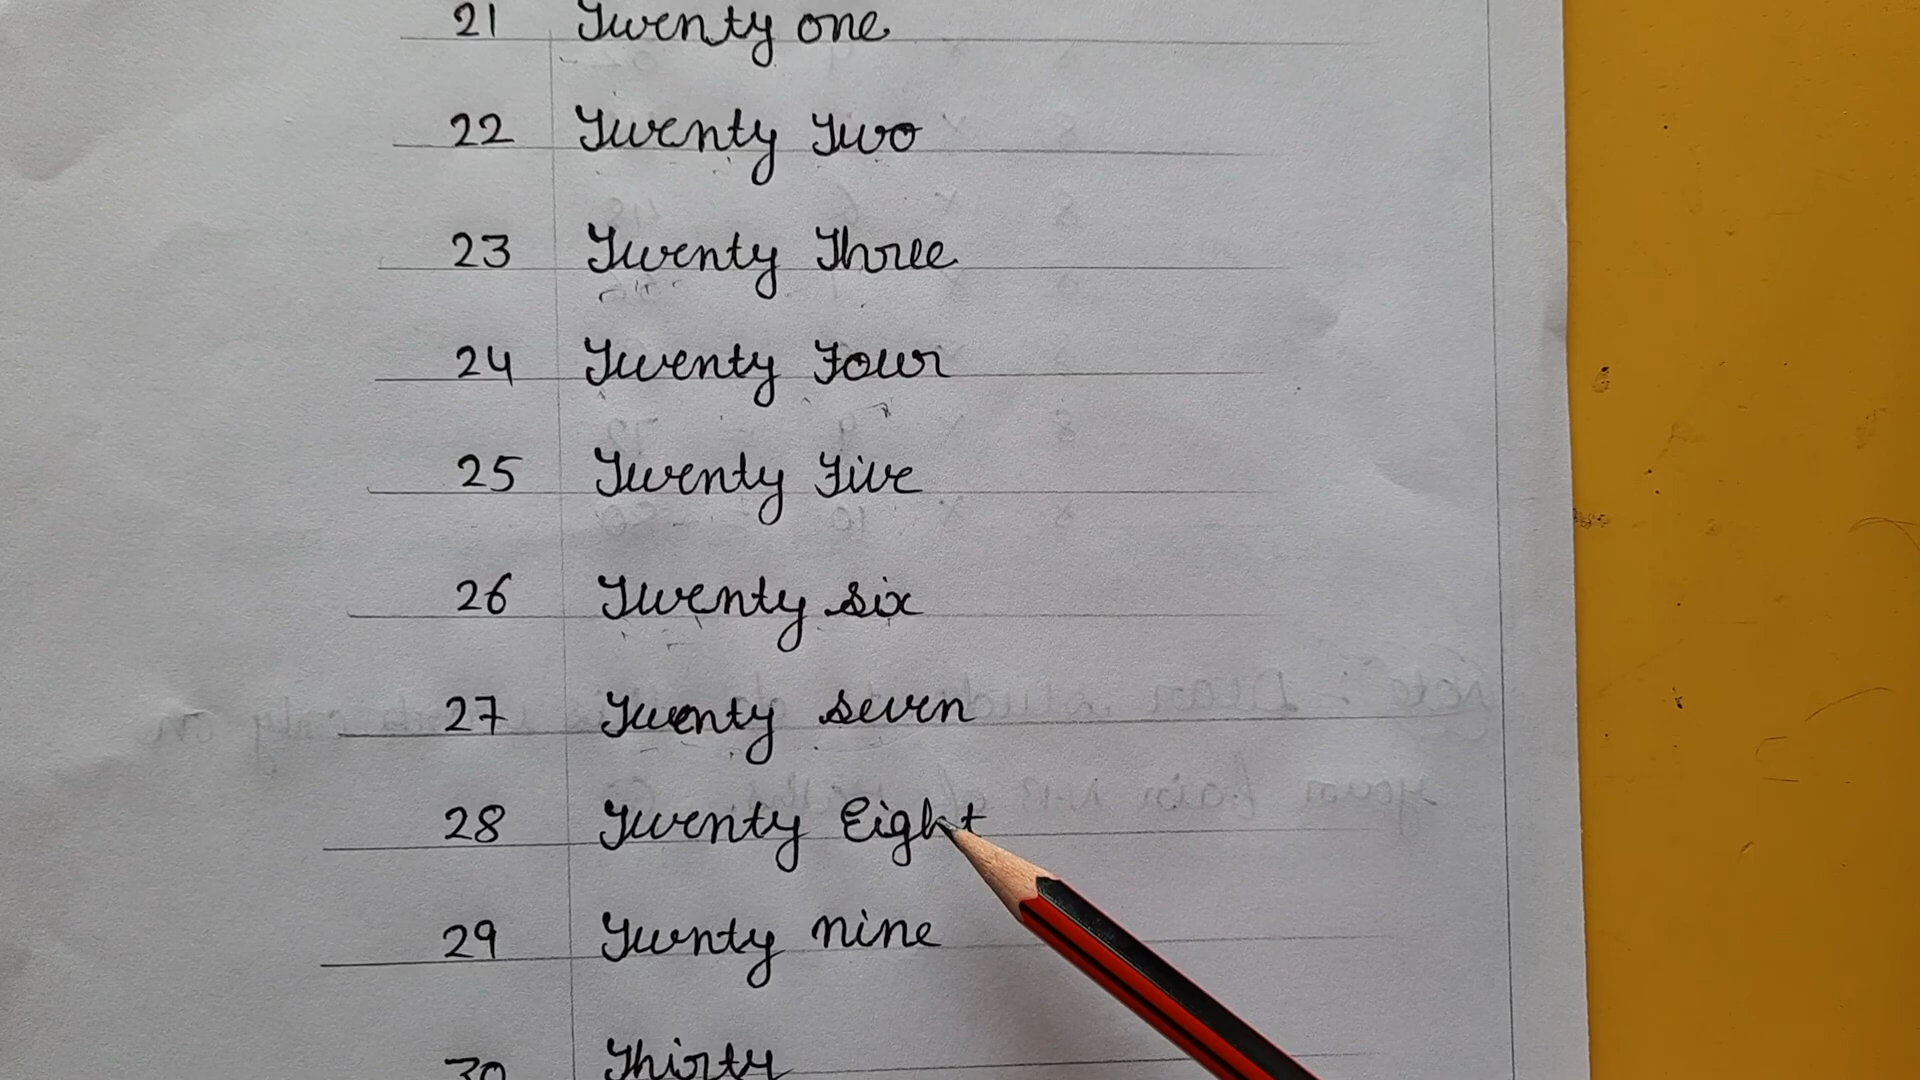 21 Twenty one
22 Twenty Two
23 Twenty Three
24 Twenty Four
25 Twenty Five
26 Twenty six
27 Twenty seven
28 Twenty Eight
29 Twenty nine
30 Thirty